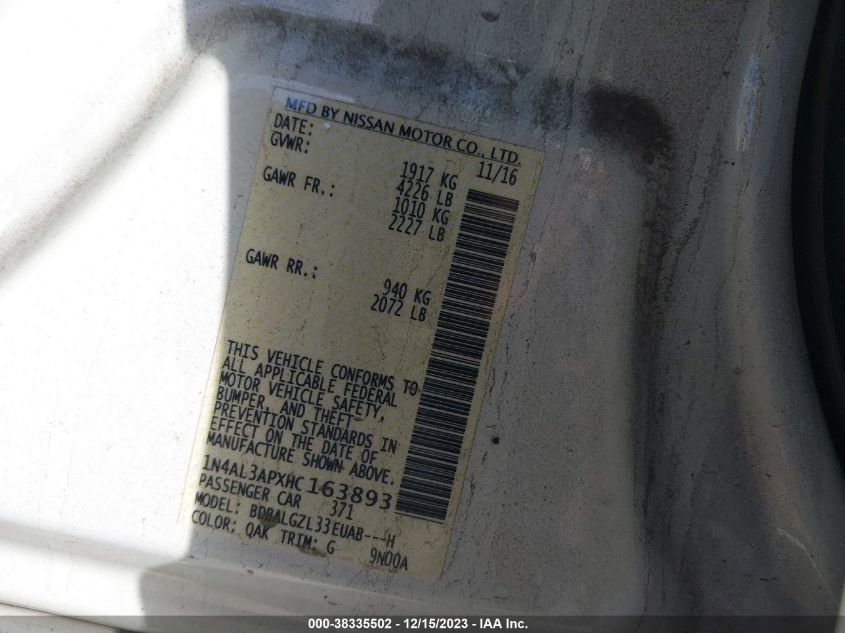 MFD BY NISSAN MOTOR CO., LTD.
DATE: 11/16
GVWR: 1917 KG
4226 LB
GAWR FR.: 1010 KG
2227 LB
GAWR RR.: 940 KG
2072 LB
THIS VEHICLE CONFORMS TO
ALL APPLICABLE FEDERAL
MOTOR VEHICLE SAFETY,
BUMPER, AND THEFT
PREVENTION STANDARDS IN
EFFECT ON THE DATE OF
MANUFACTURE SHOWN ABOVE.
1N4AL3APXHC163893
PASSENGER CAR 371
MODEL: BDBALGZL33EUAB---H
COLOR: QAK TRIM: G 9N00A
000-38335502 - 12/15/2023 - IAA Inc.